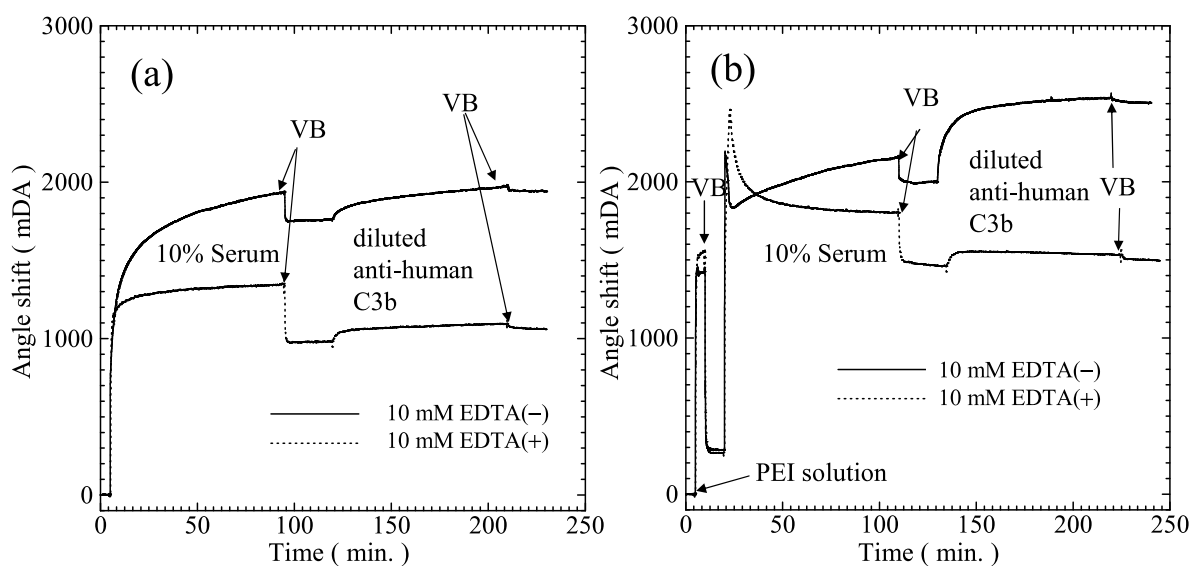 3000
(a)
VB
VB
2000
10% Serum
diluted
anti-human
C3b
1000
10 mM EDTA(−)
10 mM EDTA(+)
0
0 50 100 150 200 250
Time ( min. )
Angle shift ( mDA )
3000
(b)
VB
VB
2000
diluted
anti-human
C3b
VB
10% Serum
1000
10 mM EDTA(−)
10 mM EDTA(+)
PEI solution
0
0 50 100 150 200 250
Time ( min. )
Angle shift ( mDA )